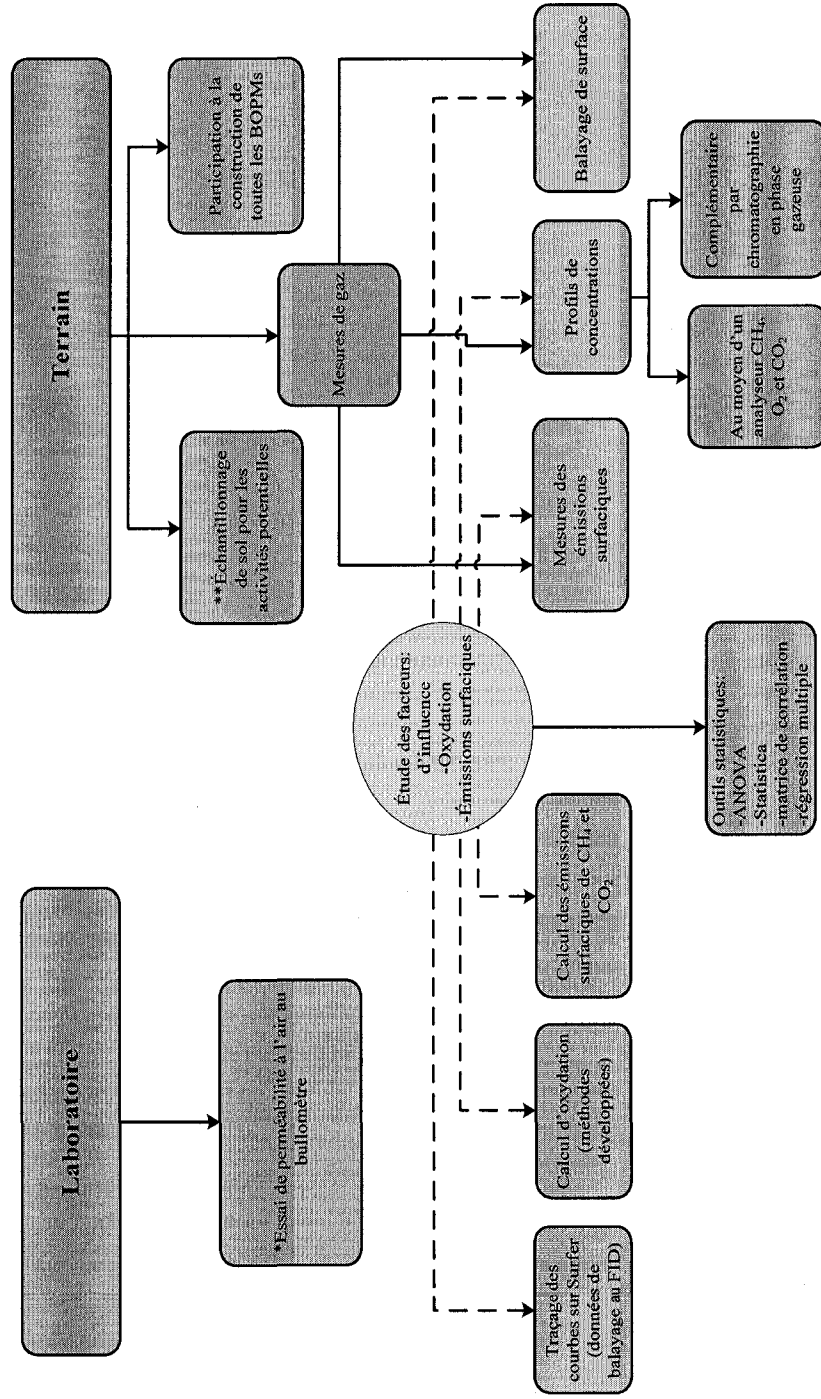 Laboratoire
Terrain
*Essai de perméabilité à l'air au
bullomètre
**Échantillonnage
de sol pour les
activités potentielles
Participation à la
construction de
toutes les BOPMs
Mesures de gaz
Étude des facteurs
d'influence:
-Oxydation
-Émissions surfaciques
Traçage des
courbes sur Surfer
(données de
balayage au FID)
Calcul d'oxydation
(méthodes
développées)
Calcul des émissions
surfaciques de CH₄ et
CO₂
Mesures des
émissions
surfaciques
Profils de
concentrations
Balayage de surface
Outils statistiques:
-ANOVA
-Statistica
-matrice de corrélation
-régression multiple
Au moyen d'un
analyseur CH₄,
O₂ et CO₂
Complémentaire
par
chromatographie
en phase
gazeuse